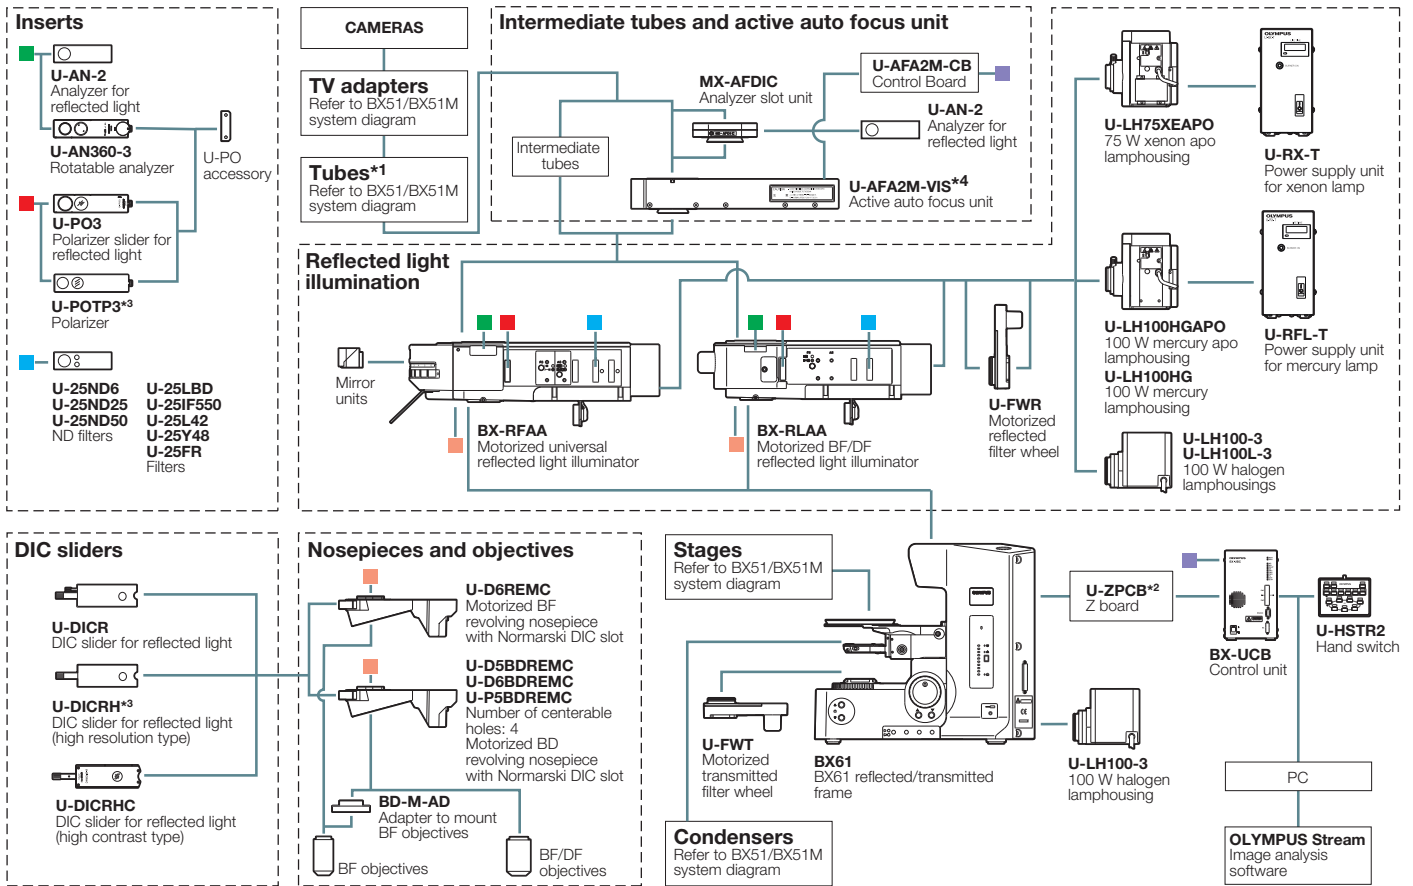 Inserts
U-AN-2
Analyzer for
reflected light
U-AN360-3
Rotatable analyzer
U-PO
accessory
U-PO3
Polarizer slider for
reflected light
U-POTP3*3
Polarizer
U-25ND6
U-25ND25
U-25ND50
ND filters
U-25LBD
U-25IF550
U-25L42
U-25Y48
U-25FR
Filters
CAMERAS
TV adapters
Refer to BX51/BX51M
system diagram
Tubes*1
Refer to BX51/BX51M
system diagram
Intermediate tubes and active auto focus unit
Intermediate
tubes
MX-AFDIC
Analyzer slot unit
U-AFA2M-CB
Control Board
U-AN-2
Analyzer for
reflected light
U-AFA2M-VIS*4
Active auto focus unit
Reflected light
illumination
Mirror
units
BX-RFAA
Motorized universal
reflected light illuminator
BX-RLAA
Motorized BF/DF
reflected light illuminator
U-FWR
Motorized
reflected
filter wheel
U-LH75XEAPO
75 W xenon apo
lamphousing
OLYMPUS
U-RX-T
Power supply unit
for xenon lamp
U-LH100HGAPO
100 W mercury apo
lamphousing
U-LH100HG
100 W mercury
lamphousing
OLYMPUS
U-RFL-T
Power supply unit
for mercury lamp
U-LH100-3
U-LH100L-3
100 W halogen
lamphousings
DIC sliders
U-DICR
DIC slider for reflected light
U-DICRH*3
DIC slider for reflected light
(high resolution type)
U-DICRHC
DIC slider for reflected light
(high contrast type)
Nosepieces and objectives
U-D6REMC
Motorized BF
revolving nosepiece
with Normarski DIC slot
U-D5BDREMC
U-D6BDREMC
U-P5BDREMC
Number of centerable
holes: 4
Motorized BD
revolving nosepiece
with Normarski DIC slot
BD-M-AD
Adapter to mount
BF objectives
BF objectives
BF/DF
objectives
Stages
Refer to BX51/BX51M
system diagram
U-FWT
Motorized
transmitted
filter wheel
Condensers
Refer to BX51/BX51M
system diagram
OLYMPUS
BX61
BX61 reflected/transmitted
frame
U-ZPCB*2
Z board
BX-UCB
Control unit
U-HSTR2
Hand switch
U-LH100-3
100 W halogen
lamphousing
PC
OLYMPUS Stream
Image analysis
software